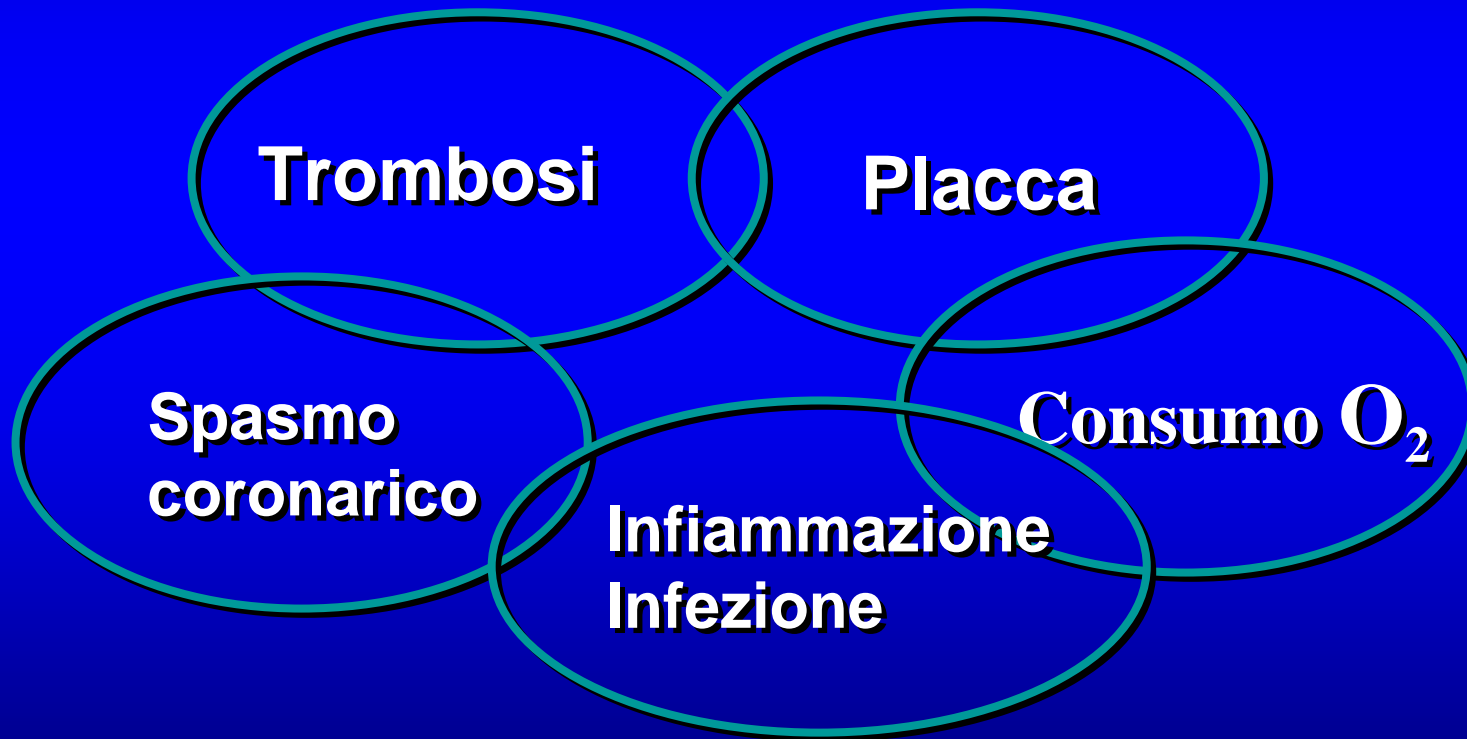 Trombosi
Placca
Spasmo
coronarico
Consumo O₂
Infiammazione
Infezione